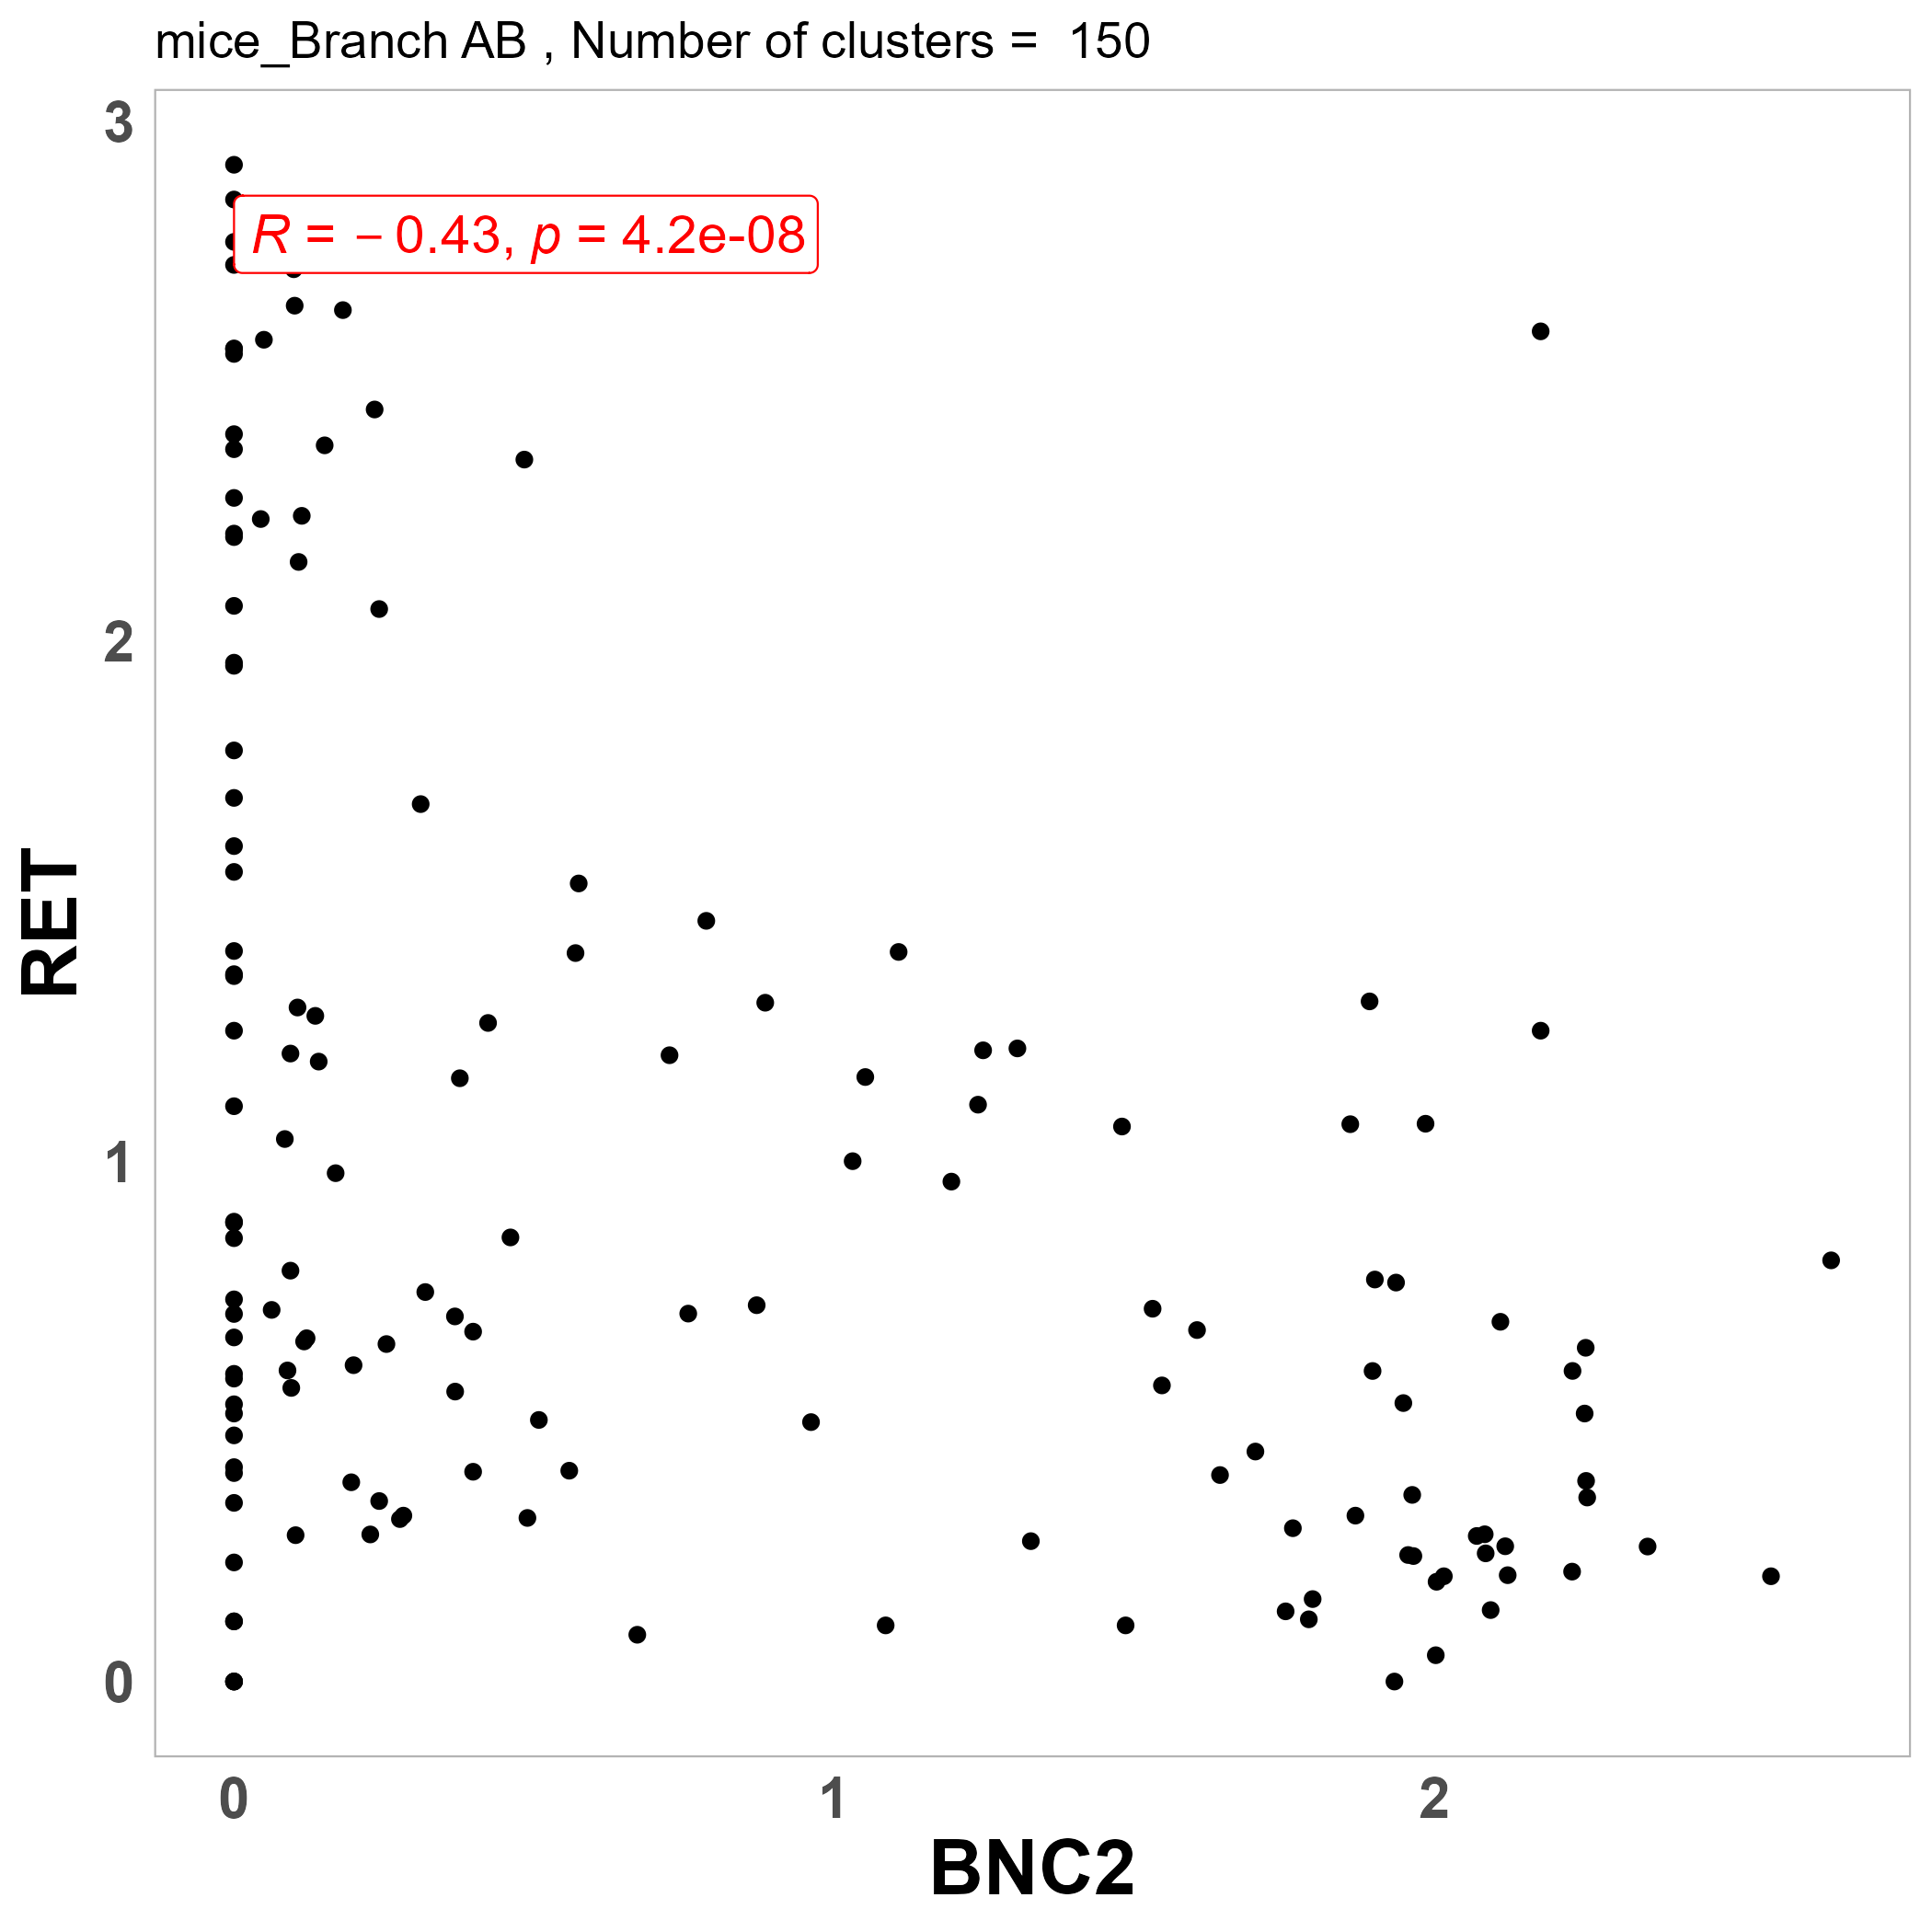 mice_Branch AB , Number of clusters =  150
3
R = − 0.43, p = 4.2e-08
2
RET
1
0
0 1 2
BNC2